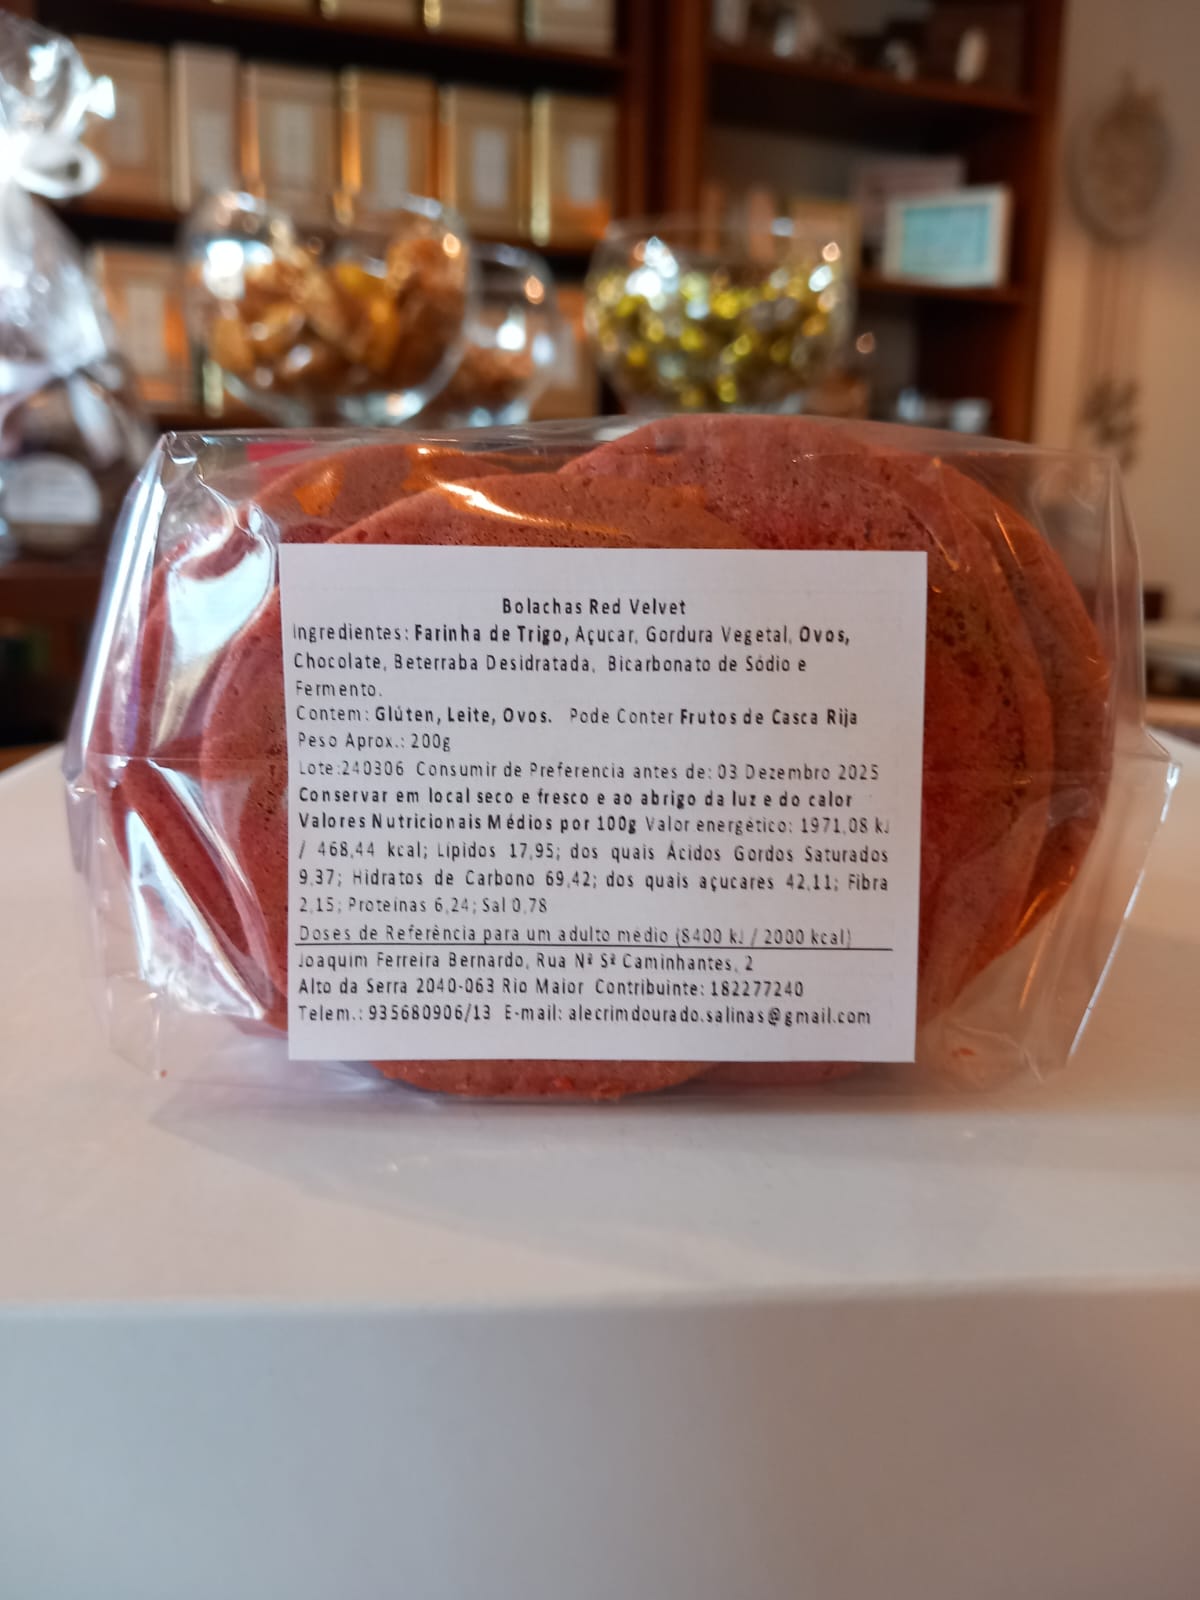 Bolachas Red Velvet
Ingredientes: Farinha de Trigo, Açucar, Gordura Vegetal, Ovos,
Chocolate, Beterraba Desidratada, Bicarbonato de Sódio e
Fermento.
Contem: Glúten, Leite, Ovos. Pode Conter Frutos de Casca Rija
Peso Aprox.: 200g
Lote:240306 Consumir de Preferencia antes de: 03 Dezembro 2025
Conservar em local seco e fresco e ao abrigo da luz e do calor
Valores Nutricionais Médios por 100g Valor energético: 1971,08 kJ
/ 468,44 kcal; Lípidos 17,95; dos quais Ácidos Gordos Saturados
9,37; Hidratos de Carbono 69,42; dos quais açucares 42,11; Fibra
2,15; Proteínas 6,24; Sal 0,78
Doses de Referência para um adulto médio (8400 kJ / 2000 kcal)
Joaquim Ferreira Bernardo, Rua Nª Sª Caminhantes, 2
Alto da Serra 2040-063 Rio Maior Contribuinte: 182277240
Telem.: 935680906/13 E-mail: alecrimdourado.salinas@gmail.com